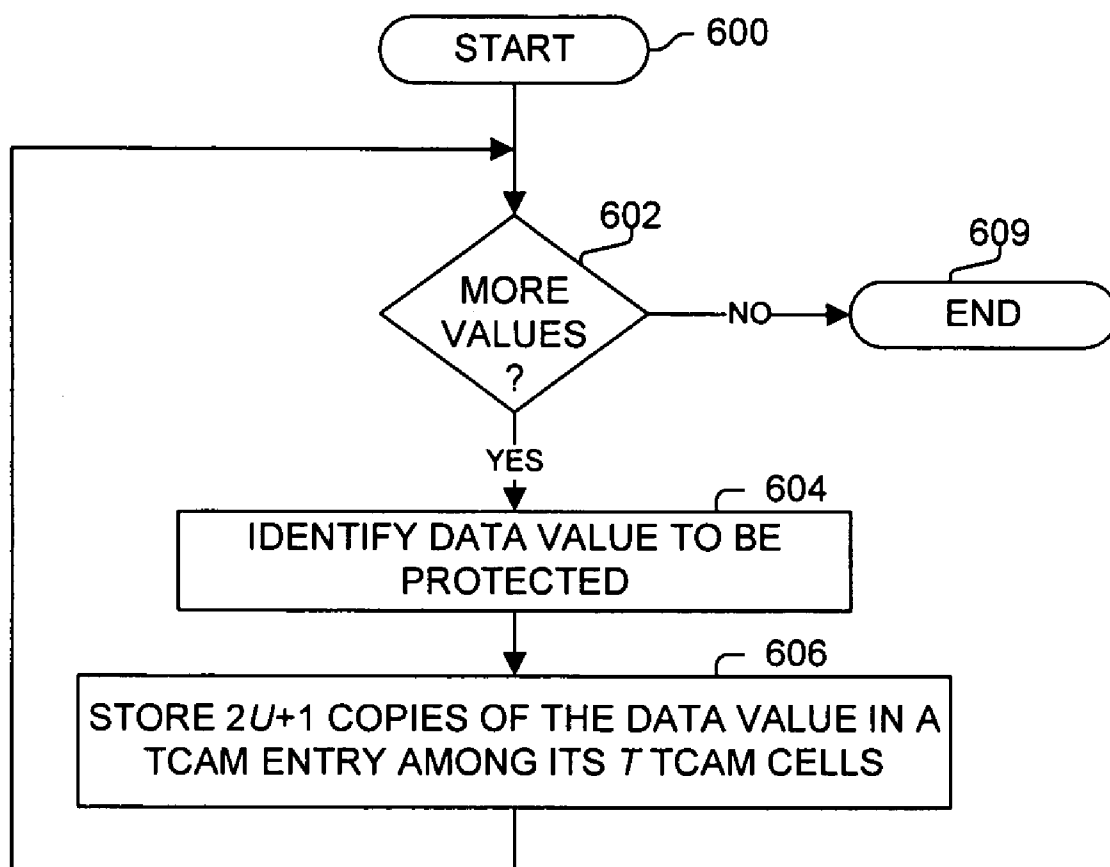 START
600
602
MORE
VALUES
?
NO
609
END
YES
604
IDENTIFY DATA VALUE TO BE
PROTECTED
606
STORE 2U+1 COPIES OF THE DATA VALUE IN A
TCAM ENTRY AMONG ITS T TCAM CELLS